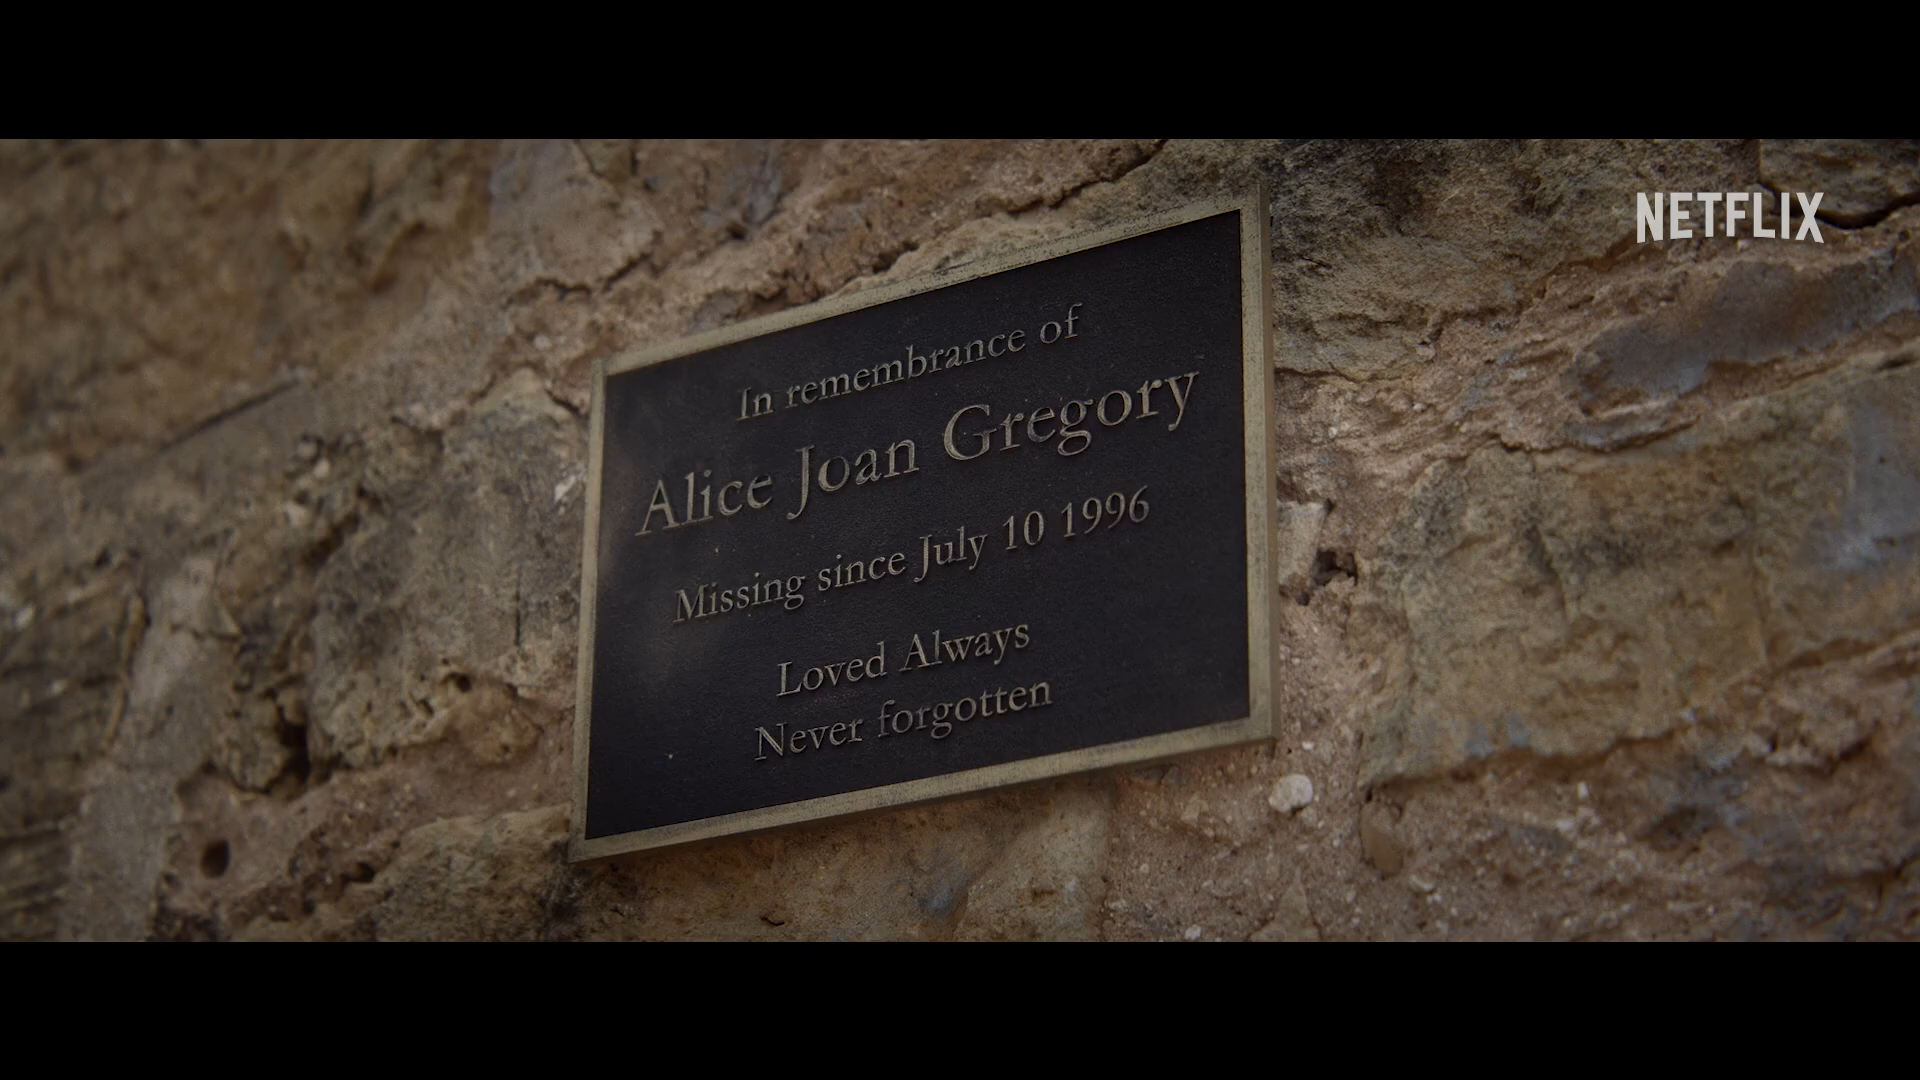 NETFLIX
In remembrance of
Alice Joan Gregory
Missing since July 10 1996
Loved Always
Never forgotten